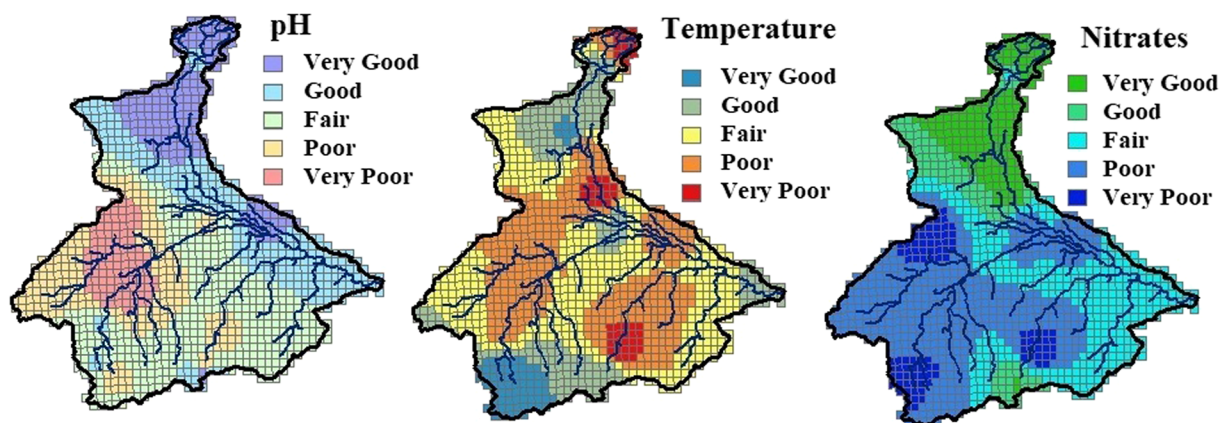 pH
Very Good
Good
Fair
Poor
Very Poor
Temperature
Very Good
Good
Fair
Poor
Very Poor
Nitrates
Very Good
Good
Fair
Poor
Very Poor